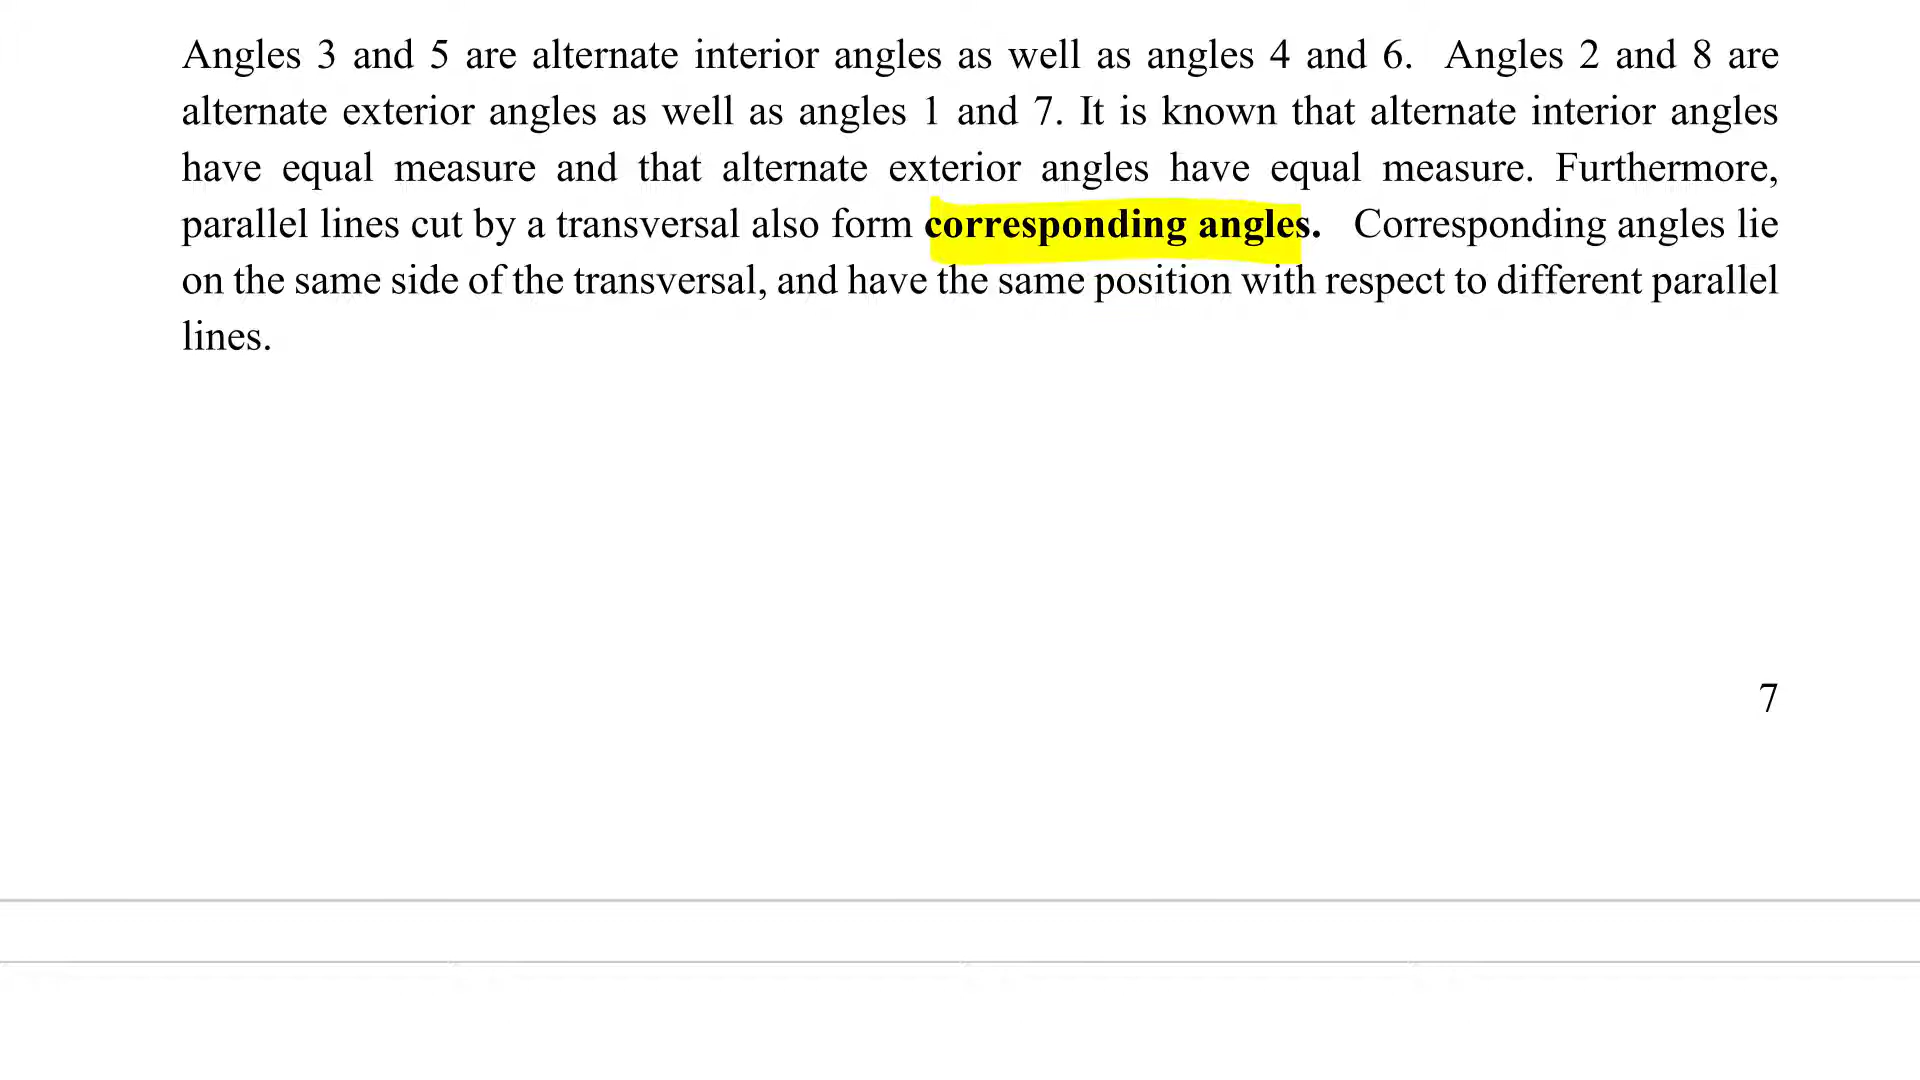 Angles 3 and 5 are alternate interior angles as well as angles 4 and 6.  Angles 2 and 8 are
alternate exterior angles as well as angles 1 and 7. It is known that alternate interior angles
have equal measure and that alternate exterior angles have equal measure. Furthermore,
parallel lines cut by a transversal also form corresponding angles.  Corresponding angles lie
on the same side of the transversal, and have the same position with respect to different parallel
lines.
7